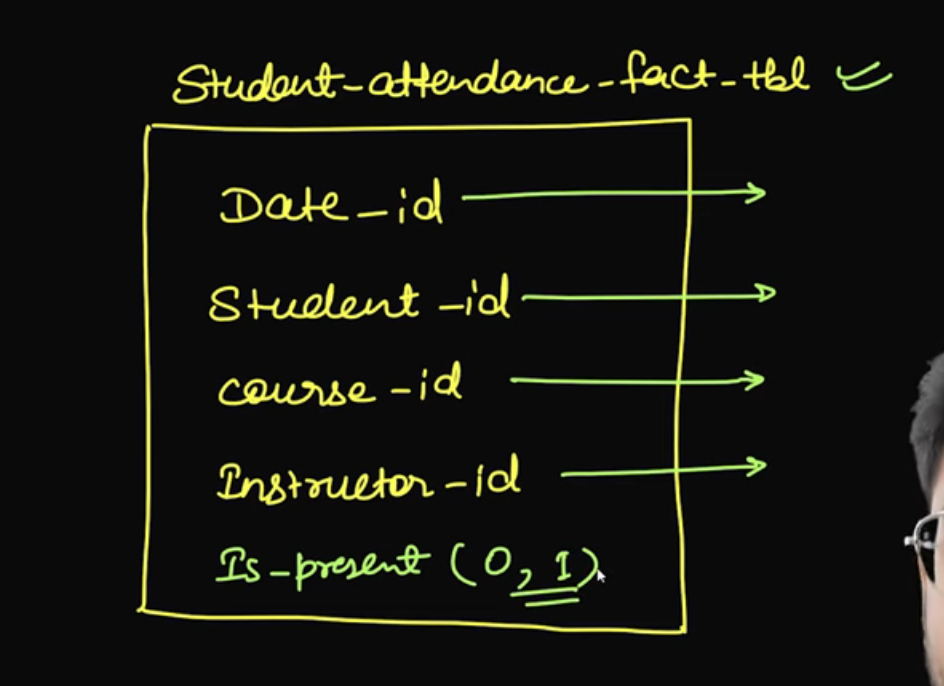 Student-attendance-fact-tbl
Date-id
Student-id
course-id
Instructor-id
Is-present (0, 1)